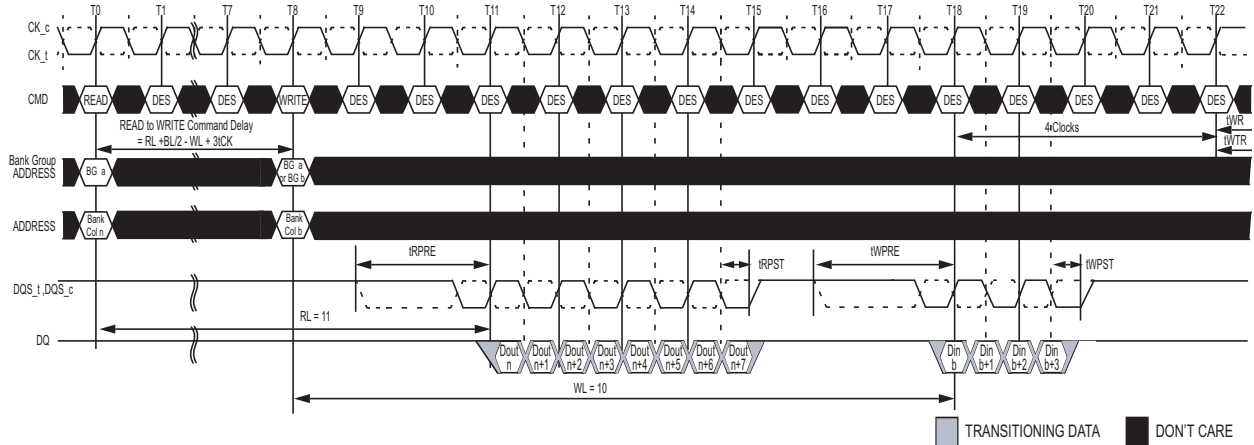 T0 T1 T7 T8 T9 T10 T11 T12 T13 T14 T15 T16 T17 T18 T19 T20 T21 T22
CK_c
CK_t
CMD READ DES DES WRITE DES DES DES DES DES DES DES DES DES DES DES DES DES DES
READ to WRITE Command Delay
= RL +BL/2 - WL + 3tCK
4•Clocks
tWR
tWTR
Bank Group
ADDRESS
BG a
BG a
or BG b
ADDRESS
Bank
Col n
Bank
Col b
tRPRE
tRPST
tWPRE
tWPST
DQS_t ,DQS_c
RL = 11
DQ
Dout
n
Dout
n+1
Dout
n+2
Dout
n+3
Dout
n+4
Dout
n+5
Dout
n+6
Dout
n+7
Din
b
Din
b+1
Din
b+2
Din
b+3
WL = 10
TRANSITIONING DATA
DON'T CARE